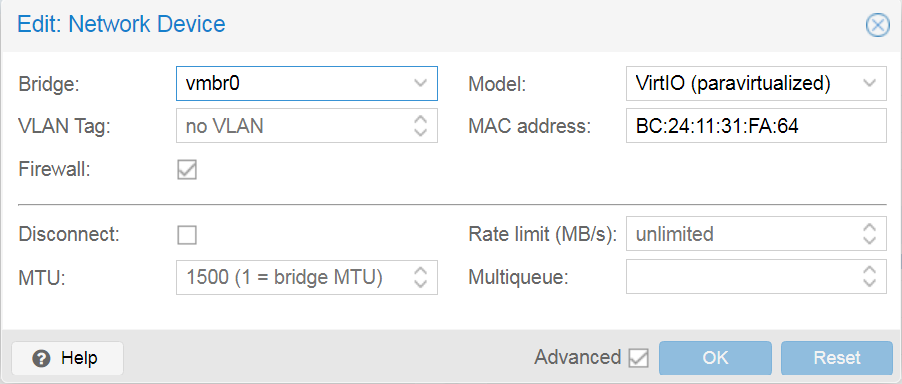 Edit: Network Device
Bridge: vmbr0 Model: VirtIO (paravirtualized)
VLAN Tag: no VLAN MAC address: BC:24:11:31:FA:64
Firewall:
Disconnect: Rate limit (MB/s): unlimited
MTU: 1500 (1 = bridge MTU) Multiqueue:
? Help Advanced OK Reset